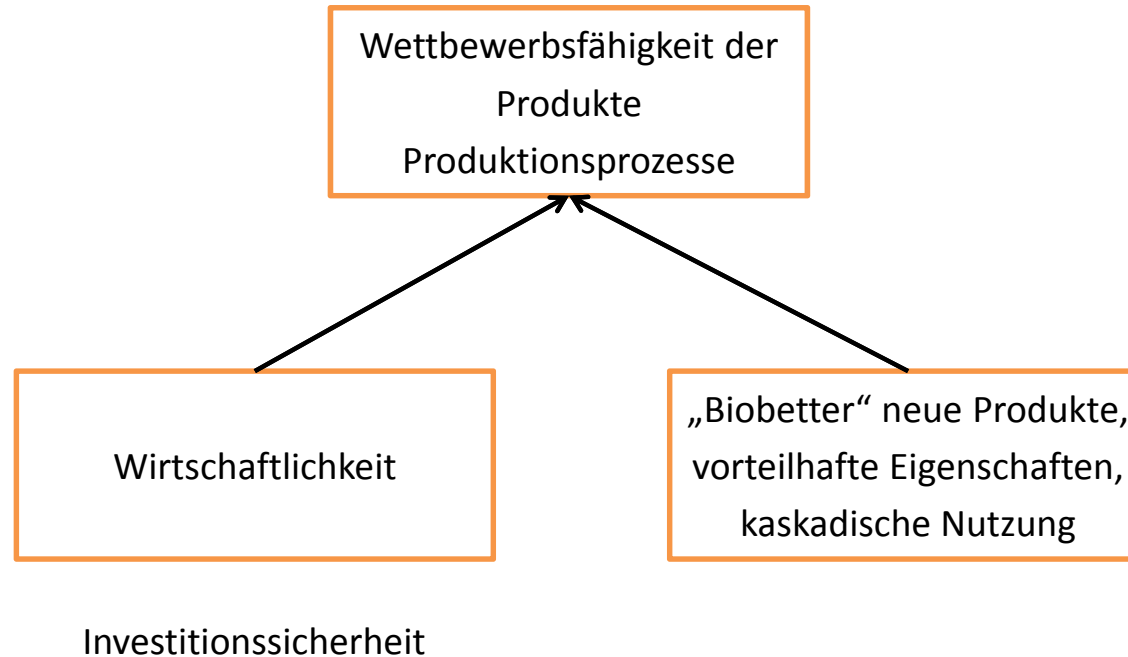 Wettbewerbsfähigkeit der
Produkte
Produktionsprozesse
Wirtschaftlichkeit
„Biobetter“ neue Produkte,
vorteilhafte Eigenschaften,
kaskadische Nutzung
Investitionssicherheit